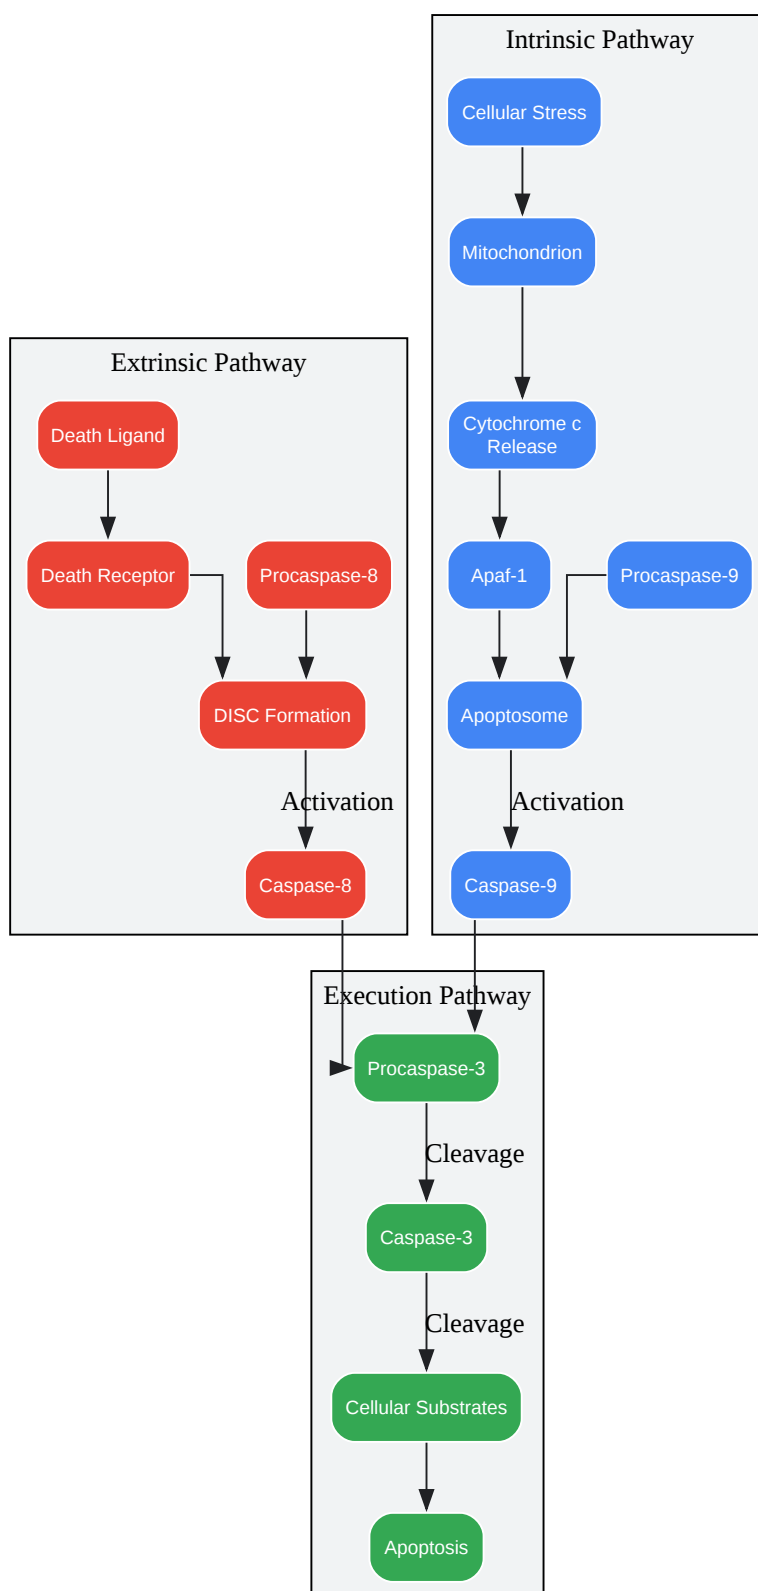 Intrinsic Pathway
Cellular Stress
Mitochondrion
Extrinsic Pathway
Death Ligand
Cytochrome c
Release
Death Receptor
Procaspase-8
Apaf-1
Procaspase-9
DISC Formation
Apoptosome
Activation
Activation
Caspase-8
Caspase-9
Execution Pathway
Procaspase-3
Cleavage
Caspase-3
Cleavage
Cellular Substrates
Apoptosis